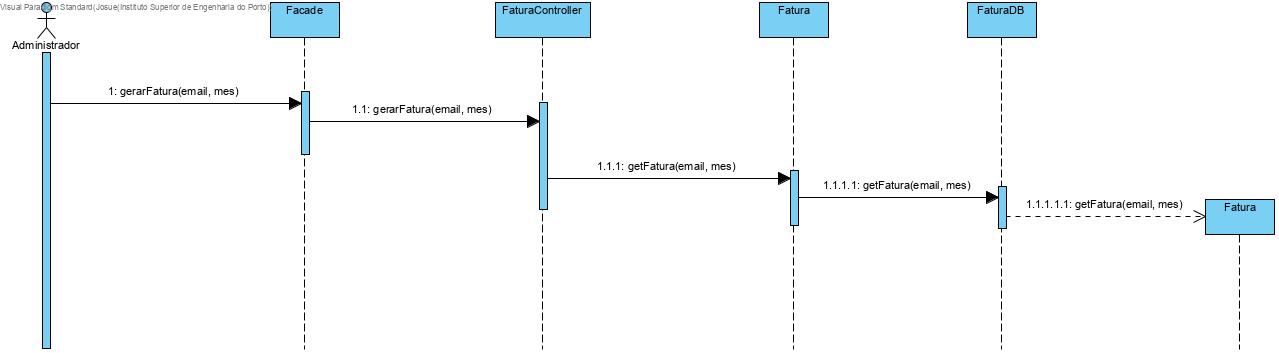 Visual Paradigm Standard(Josue(Instituto Superior de Engenharia do Porto)
Administrador
Facade
FaturaController
Fatura
FaturaDB
1: gerarFatura(email, mes)
1.1: gerarFatura(email, mes)
1.1.1: getFatura(email, mes)
1.1.1.1: getFatura(email, mes)
1.1.1.1.1: getFatura(email, mes)
Fatura